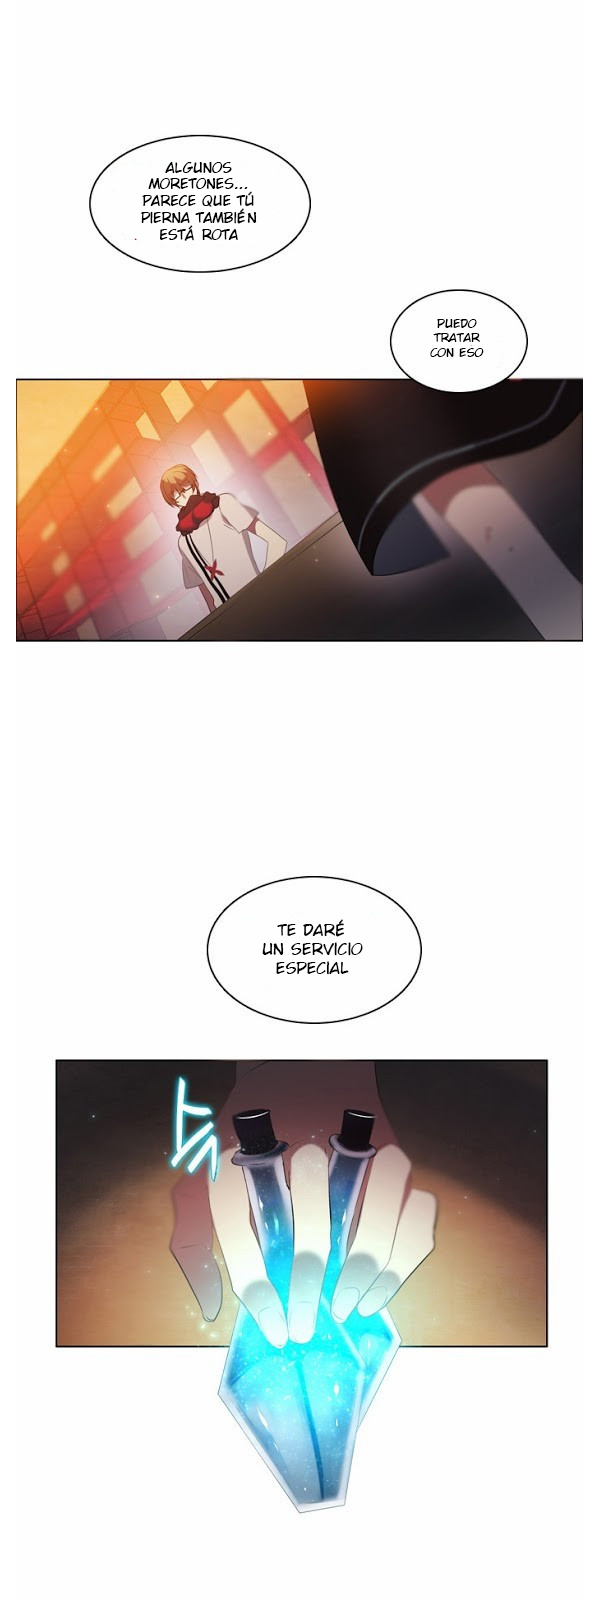 ALGUNOS
MORETONES...
PARECE QUE TÚ
PIERNA TAMBIÉN
ESTÁ ROTA
PUEDO
TRATAR
CON ESO
TE DARÉ
UN SERVICIO
ESPECIAL